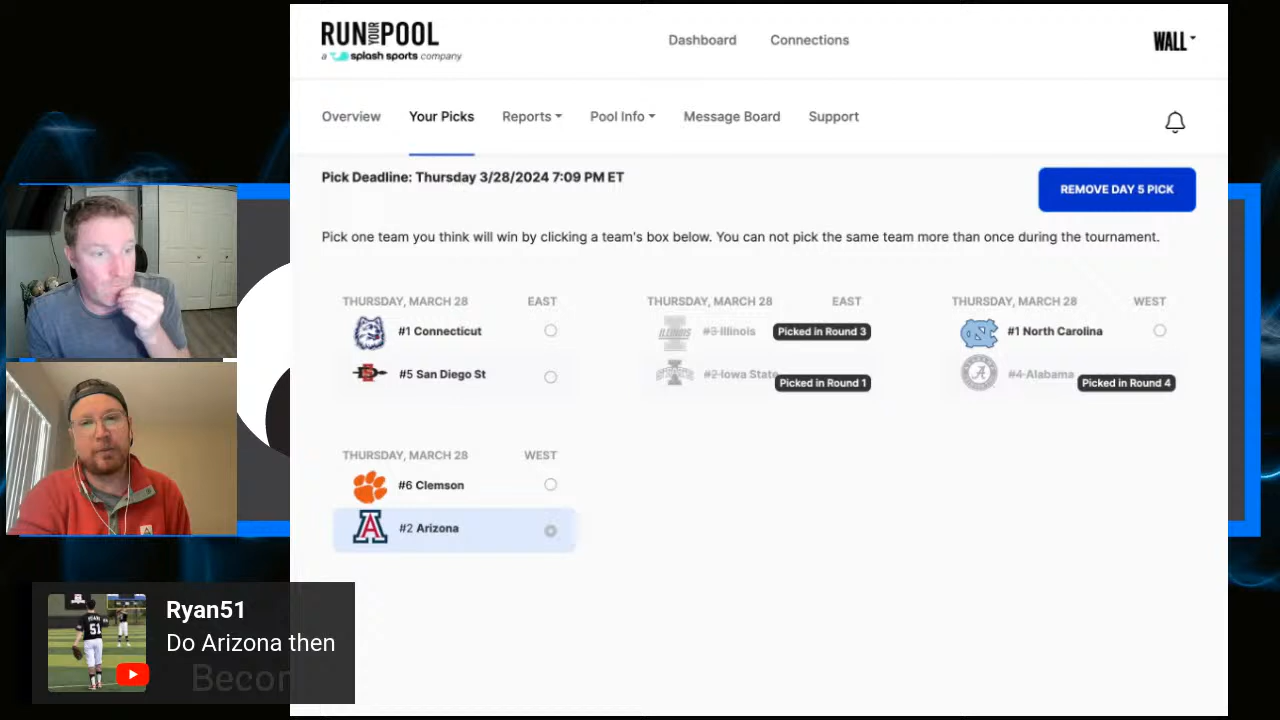 RUN YOUR POOL
a splash sports company
Dashboard
Connections
WALL
Overview
Your Picks
Reports
Pool Info
Message Board
Support
Pick Deadline: Thursday 3/28/2024 7:09 PM ET
REMOVE DAY 5 PICK
Pick one team you think will win by clicking a team's box below. You can not pick the same team more than once during the tournament.
THURSDAY, MARCH 28 EAST
#1 Connecticut
#5 San Diego St
THURSDAY, MARCH 28 EAST
ILLINOIS
#3 Illinois
Picked in Round 3
STATE
#2 Iowa State
Picked in Round 1
THURSDAY, MARCH 28 WEST
#1 North Carolina
#4 Alabama
Picked in Round 4
THURSDAY, MARCH 28 WEST
#6 Clemson
#2 Arizona
51
Ryan51
Do Arizona then
Becom